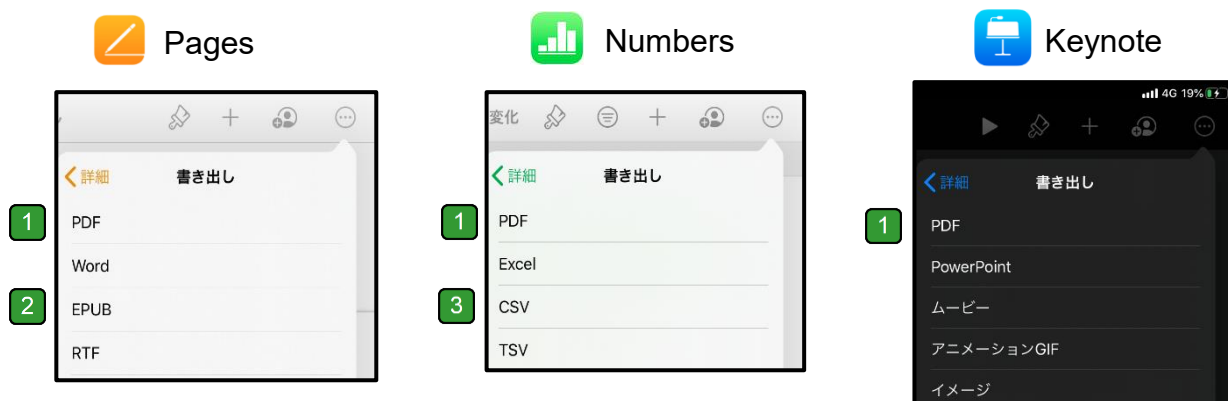 Pages
詳細 書き出し
1 PDF
Word
2 EPUB
RTF
Numbers
変化
詳細 書き出し
1 PDF
Excel
3 CSV
TSV
Keynote
4G 19%
詳細 書き出し
1 PDF
PowerPoint
ムービー
アニメーションGIF
イメージ